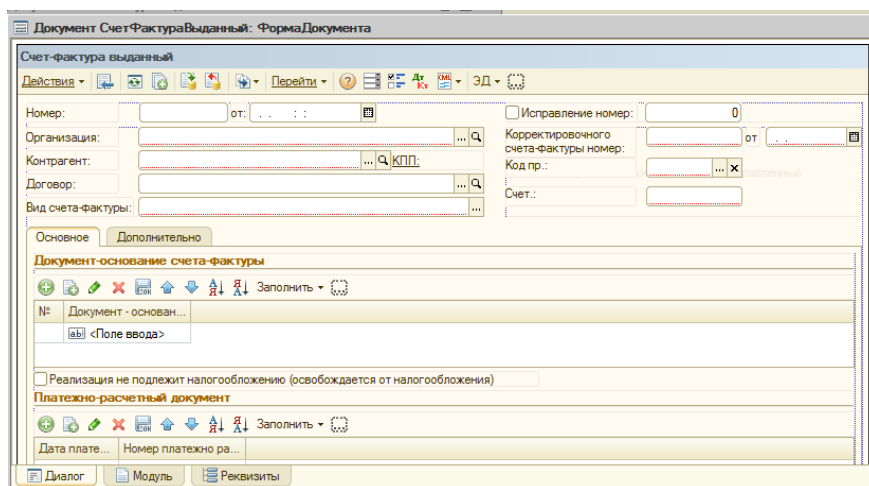 Документ СчетФактураВыданный: ФормаДокумента
Счет-фактура выданный
Действия Перейти Дт Кт ЭД
Номер: от: . . : : Исправление номер: 0
Организация: ... Корректировочного счета-фактуры номер: от . .
Контрагент: ... КПП: Код пр.: ... x
Договор: ... Счет.:
Вид счета-фактуры: ...
Основное Дополнительно
Документ-основание счета-фактуры
Заполнить
№ Документ - основан...
<Поле ввода>
Реализация не подлежит налогообложению (освобождается от налогообложения)
Платежно-расчетный документ
Заполнить
Дата плате... Номер платежно ра...
Диалог Модуль Реквизиты